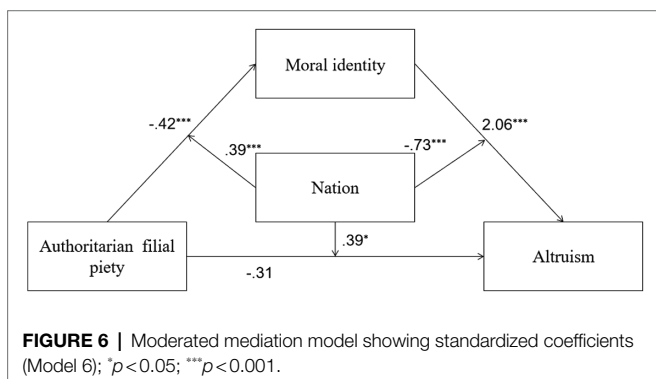 Moral identity
-.42***
2.06***
.39***
-.73***
Nation
Authoritarian filial
piety
.39*
-.31
Altruism
FIGURE 6 | Moderated mediation model showing standardized coefficients
(Model 6); *p<0.05; ***p<0.001.